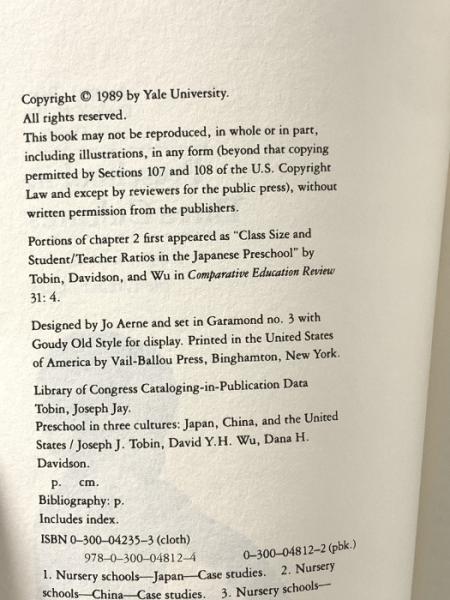 Copyright © 1989 by Yale University.
All rights reserved.
This book may not be reproduced, in whole or in part,
including illustrations, in any form (beyond that copying
permitted by Sections 107 and 108 of the U.S. Copyright
Law and except by reviewers for the public press), without
written permission from the publishers.
Portions of chapter 2 first appeared as "Class Size and
Student/Teacher Ratios in the Japanese Preschool" by
Tobin, Davidson, and Wu in Comparative Education Review
31: 4.
Designed by Jo Aerne and set in Garamond no. 3 with
Goudy Old Style for display. Printed in the United States
of America by Vail-Ballou Press, Binghamton, New York.
Library of Congress Cataloging-in-Publication Data
Tobin, Joseph Jay.
Preschool in three cultures: Japan, China, and the United
States / Joseph J. Tobin, David Y.H. Wu, Dana H.
Davidson.
p. cm.
Bibliography: p.
Includes index.
ISBN 0–300–04235–3 (cloth)
978–0–300–04812–4 0–300–04812–2 (pbk.)
1. Nursery schools—Japan—Case studies. 2. Nursery
schools—China—Case studies. 3. Nursery schools—